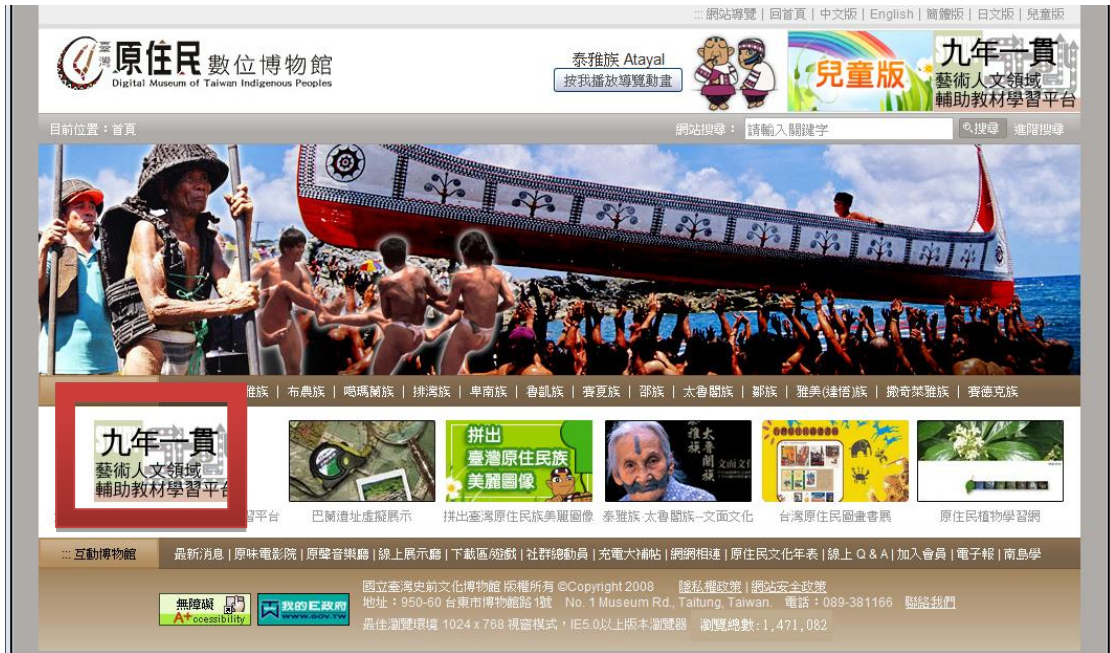 ::: 網站導覽 | 回首頁 | 中文版 | English | 簡體版 | 日文版 | 兒童版
臺灣原住民數位博物館
Digital Museum of Taiwan Indigenous Peoples
泰雅族 Atayal
按我播放導覽動畫
兒童版
九年一貫
藝術人文領域
輔助教材學習平台
目前位置：首頁
網站搜尋：
請輸入關鍵字
搜尋
進階搜尋
雅族 | 布農族 | 噶瑪蘭族 | 排灣族 | 卑南族 | 魯凱族 | 賽夏族 | 邵族 | 太魯閣族 | 鄒族 | 雅美(達悟)族 | 撒奇萊雅族 | 賽德克族
九年一貫
藝術人文領域
輔助教材學習平台
拼出
臺灣原住民族
美麗圖像
泰雅族
太魯閣族
文面文化
習平台
巴蘭遺址虛擬展示
拼出臺灣原住民族美麗圖像
泰雅族‧太魯閣族--文面文化
台灣原住民圖畫書展
原住民植物學習網
::: 互動博物館
最新消息 | 原味電影院 | 原聲音樂廳 | 線上展示廳 | 下載區/遊戲 | 社群總動員 | 充電大補帖 | 網網相連 | 原住民文化年表 | 線上 Q & A | 加入會員 | 電子報 | 南島學
無障礙
A+ccessibility
我的E政府
www.gov.tw
國立臺灣史前文化博物館 版權所有 ©Copyright 2008 隱私權政策 | 網站安全政策
地址：950-60 台東市博物館路1號 No. 1 Museum Rd., Taitung, Taiwan. 電話：089-381166 聯絡我們
最佳瀏覽環境 1024 x 768 視窗模式，IE5.0以上版本瀏覽器 瀏覽總數:1,471,082